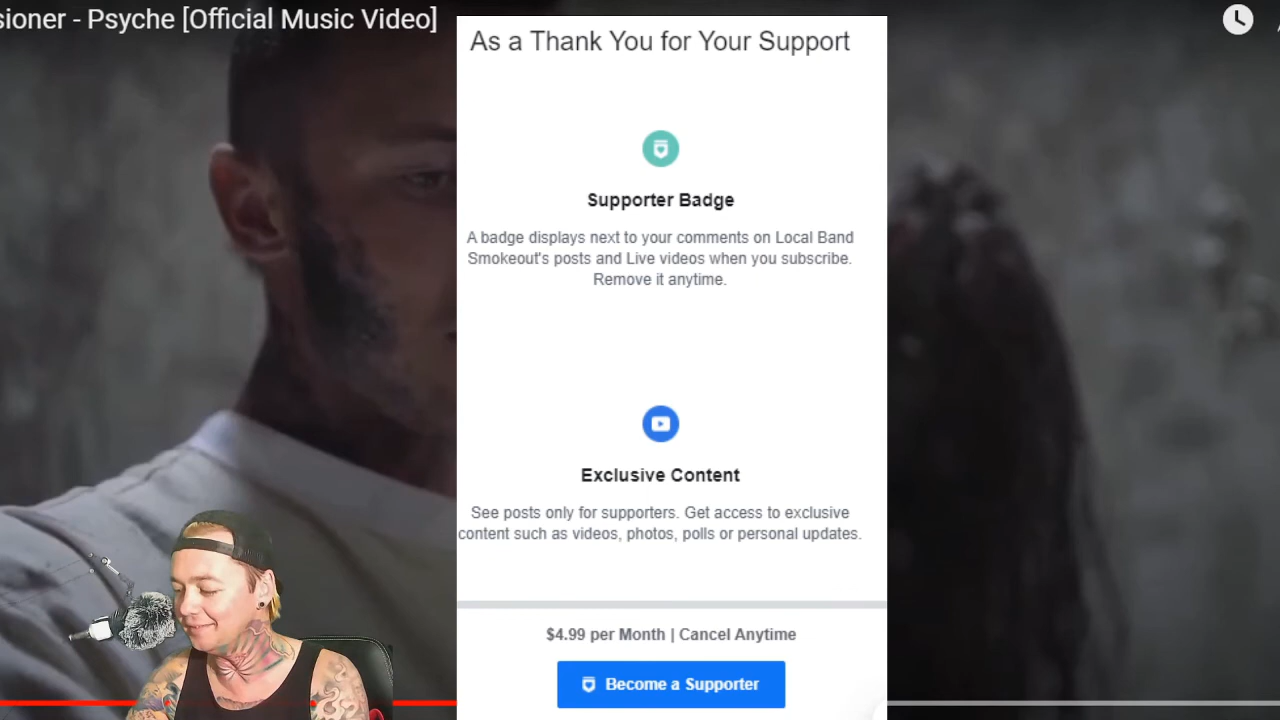 sioner - Psyche [Official Music Video]
As a Thank You for Your Support
Supporter Badge
A badge displays next to your comments on Local Band
Smokeout's posts and Live videos when you subscribe.
Remove it anytime.
Exclusive Content
See posts only for supporters. Get access to exclusive
content such as videos, photos, polls or personal updates.
$4.99 per Month | Cancel Anytime
Become a Supporter